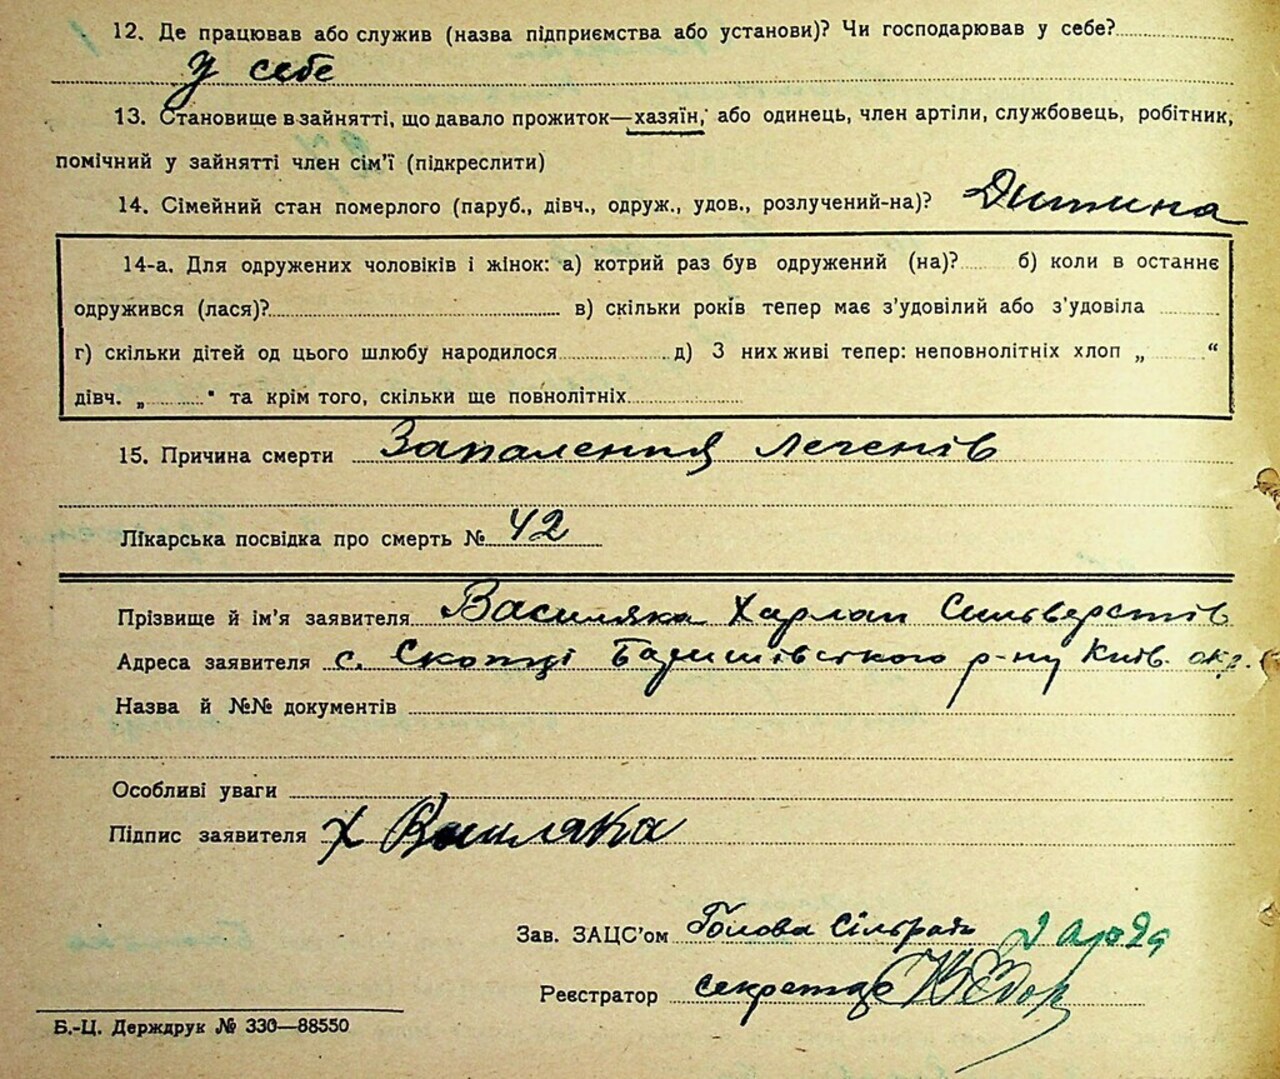 12. Де працював або служив (назва підприємства або установи)? Чи господарював у себе?
У себе
13. Становище в зайнятті, що давало прожиток—хазяїн, або одинець, член артіли, службовець, робітник,
помічний у зайнятті член сім'ї (підкреслити)
14. Сімейний стан померлого (паруб., дівч., одруж., удов., розлучений-на)? Дитина
14-а. Для одружених чоловіків і жінок: а) котрий раз був одружений (на)? б) коли в останнє
одружився (лася)? в) скільки років тепер має з'удовілий або з'удовіла
г) скільки дітей од цього шлюбу народилося д) З них живі тепер: неповнолітніх хлоп „ “
дівч. „ " та крім того, скільки ще повнолітніх
15. Причина смерти Запалення легенів
Лікарська посвідка про смерть № 42
Прізвище й ім'я заявителя Василяка Харлап Сильверстів
Адреса заявителя с. Скопці Баришівського р-ну Київ. окр.
Назва й №№ документів
Особливі уваги
Підпис заявителя Х Василяка
Зав. ЗАЦС'ом Голова Сільради
Реєстратор секретар
Б.-Ц. Держдрук № 330—88550